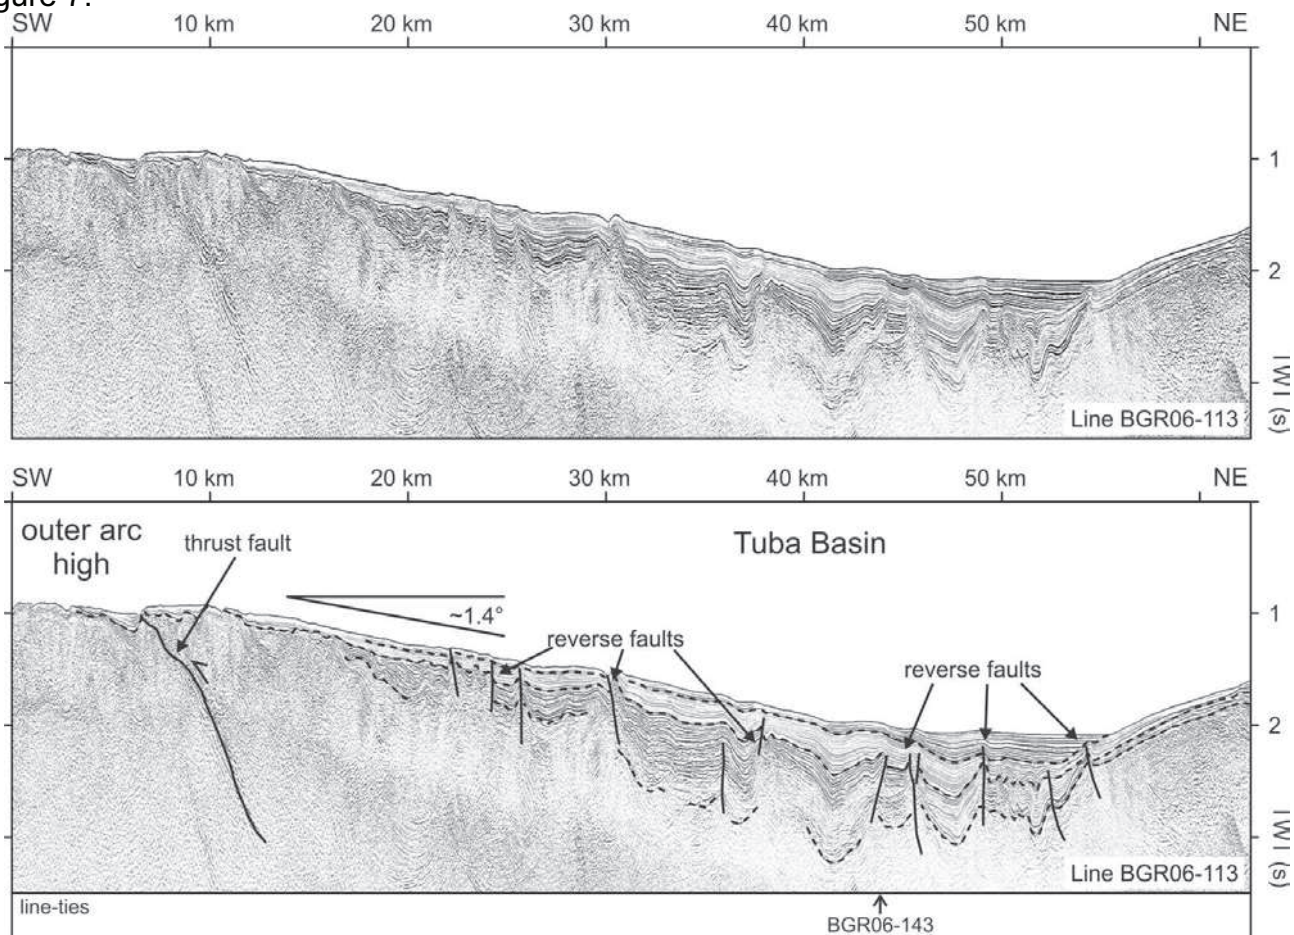 gure 7.
SW 10 km 20 km 30 km 40 km 50 km NE
1
2
TWT (s)
Line BGR06-113
SW 10 km 20 km 30 km 40 km 50 km NE
outer arc
high
thrust fault
Tuba Basin
~1.4°
reverse faults
reverse faults
1
2
TWT (s)
Line BGR06-113
line-ties
BGR06-143